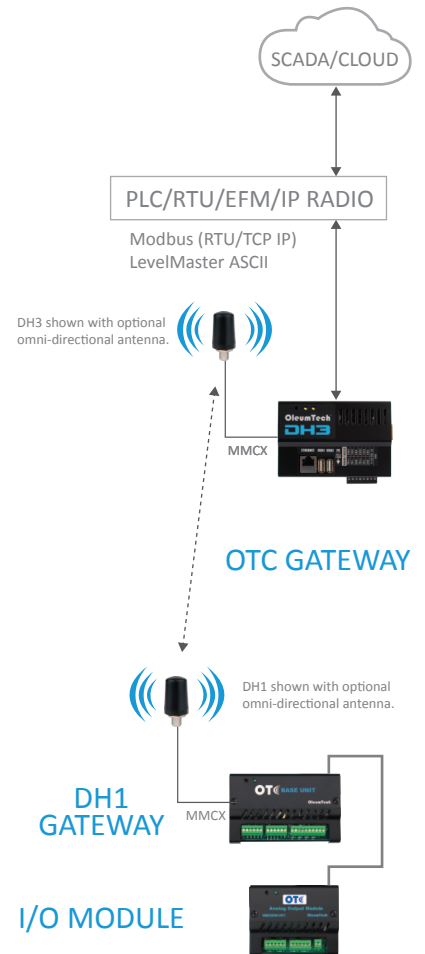 SCADA/CLOUD
PLC/RTU/EFM/IP RADIO
Modbus (RTU/TCP IP)
LevelMaster ASCII
DH3 shown with optional
omni-directional antenna.
OleumTech
DH3
MMCX
ETHERNET
OTC GATEWAY
DH1 shown with optional
omni-directional antenna.
OTC BASE UNIT
OleumTech
DH1
GATEWAY
MMCX
OTC
Analog Output Module
OleumTech
I/O MODULE